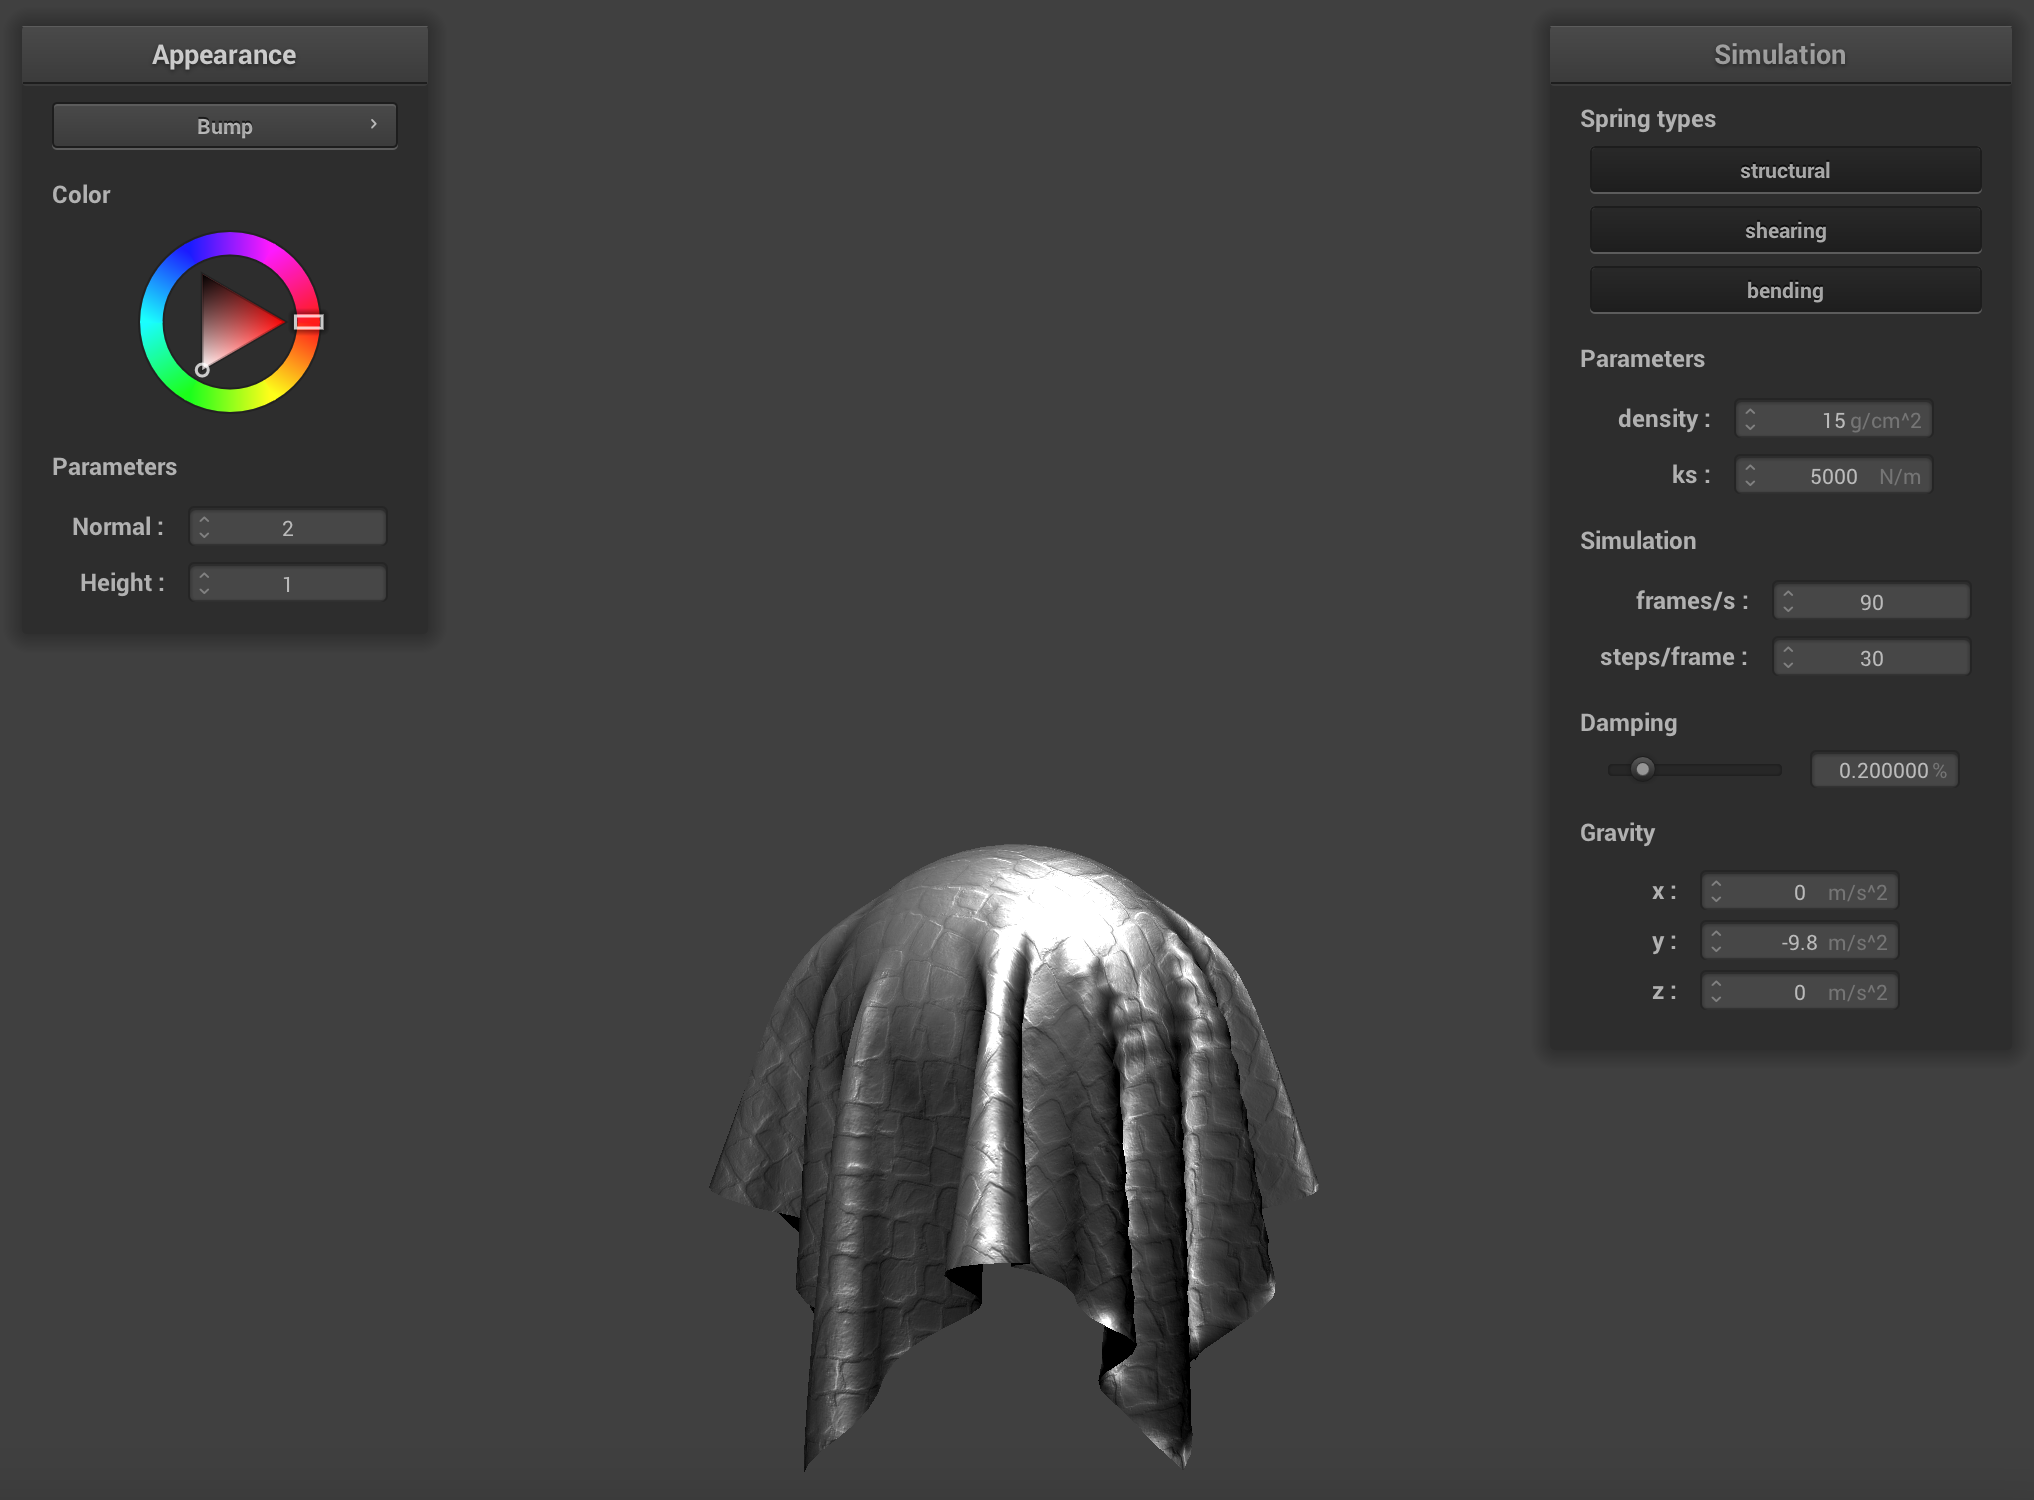 Appearance
Bump
Color
Parameters
Normal : 2
Height : 1
Simulation
Spring types
structural
shearing
bending
Parameters
density : 15 g/cm^2
ks : 5000 N/m
Simulation
frames/s : 90
steps/frame : 30
Damping
0.200000 %
Gravity
x : 0 m/s^2
y : -9.8 m/s^2
z : 0 m/s^2